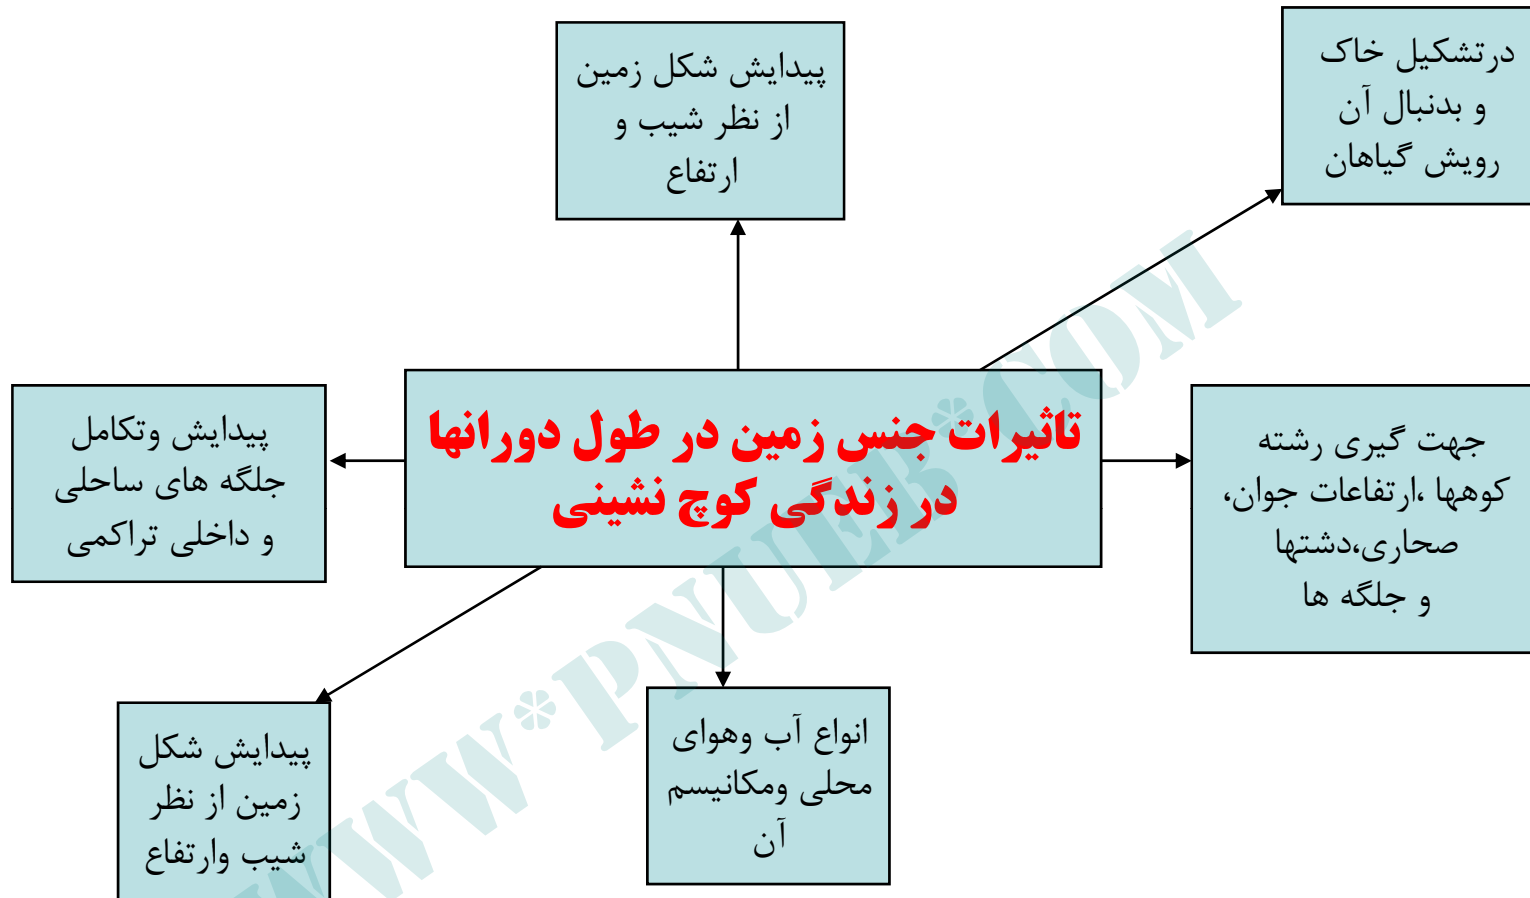 درتشکیل خاک
و بدنبال آن
رویش گیاهان
پیدایش شکل زمین
از نظر شیب و
ارتفاع
تاثیرات جنس زمین در طول دورانها
در زندگی کوچ نشینی
جهت گیری رشته
کوهها ،ارتفاعات جوان،
صحاری،دشتها
و جلگه ها
پیدایش وتکامل
جلگه های ساحلی
و داخلی تراکمی
انواع آب وهوای
محلی ومکانیسم
آن
پیدایش شکل
زمین از نظر
شیب وارتفاع
WWW*PNUEB*COM